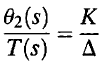 θ₂(s)/T(s) = K/Δ